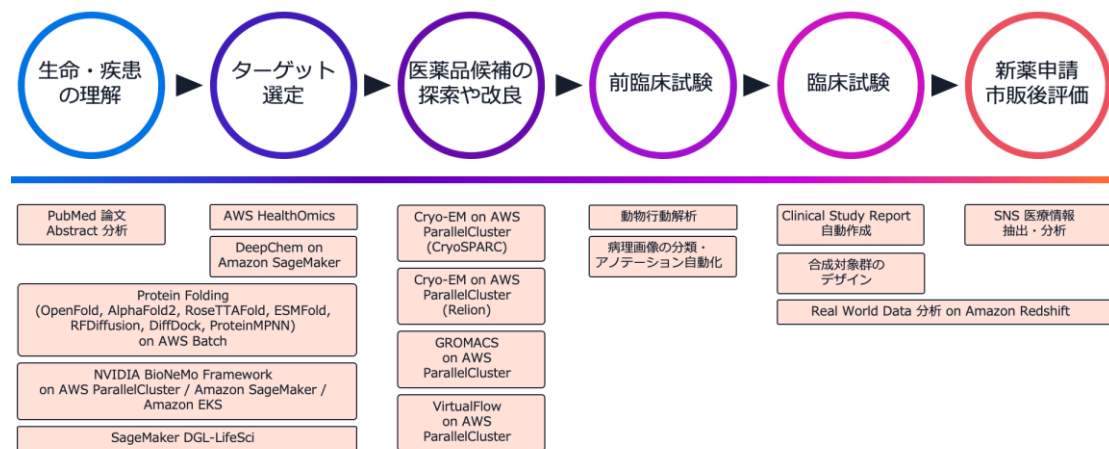 生命・疾患
の理解
ターゲット
選定
医薬品候補の
探索や改良
前臨床試験
臨床試験
新薬申請
市販後評価
PubMed 論文
Abstract 分析
AWS HealthOmics
DeepChem on
Amazon SageMaker
Protein Folding
(OpenFold, AlphaFold2, RoseTTAFold, ESMFold,
RFDiffusion, DiffDock, ProteinMPNN)
on AWS Batch
NVIDIA BioNeMo Framework
on AWS ParallelCluster / Amazon SageMaker /
Amazon EKS
SageMaker DGL-LifeSci
Cryo-EM on AWS
ParallelCluster
(CryoSPARC)
Cryo-EM on AWS
ParallelCluster
(Relion)
GROMACS
on AWS
ParallelCluster
VirtualFlow
on AWS
ParallelCluster
動物行動解析
病理画像の分類・
アノテーション自動化
Clinical Study Report
自動作成
合成対象群の
デザイン
Real World Data 分析 on Amazon Redshift
SNS 医療情報
抽出・分析